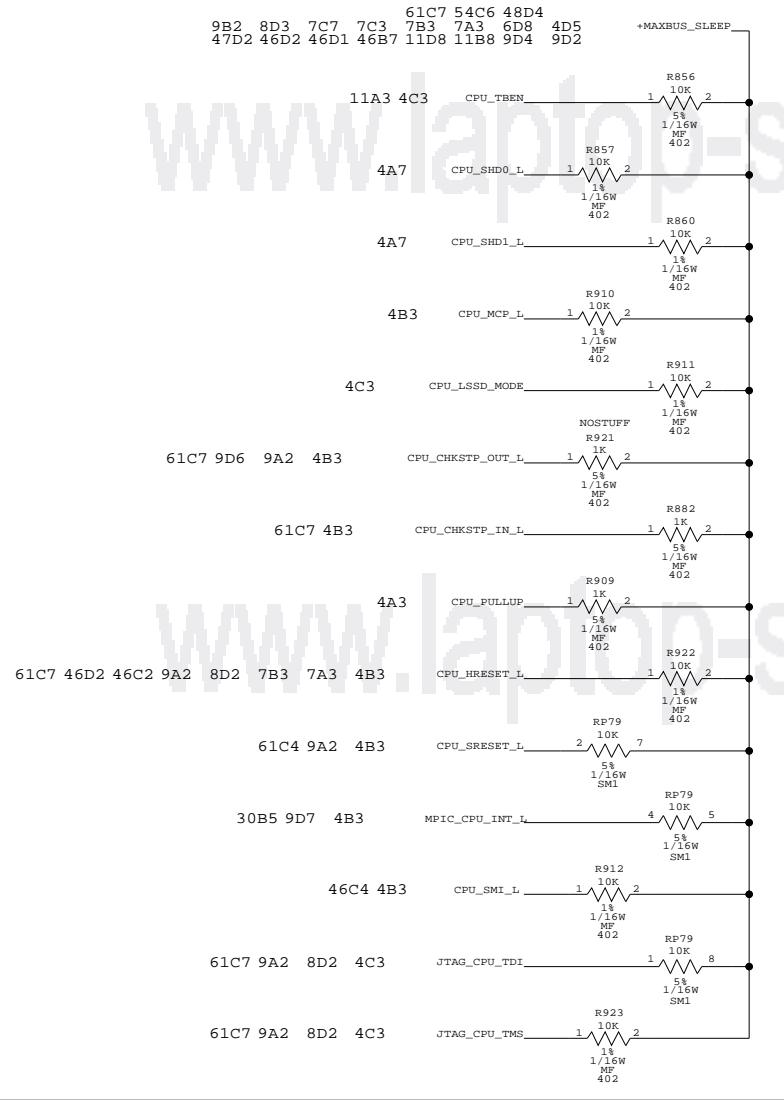 61C7 54C6 48D4
9B2 8D3 7C7 7C3 7B3 7A3 6D8 4D5
+MAXBUS_SLEEP
47D2 46D2 46D1 46B7 11D8 11B8 9D4 9D2
R856
11A3 4C3 CPU_TBEN 1 10K 2
5%
1/16W
MF
402
R857
4A7 CPU_SHD0_L 1 10K 2
1%
1/16W
MF
402
R860
4A7 CPU_SHD1_L 1 10K 2
1%
1/16W
MF
402
R910
4B3 CPU_MCP_L 1 10K 2
1%
1/16W
MF
402
R911
4C3 CPU_LSSD_MODE 1 10K 2
1%
1/16W
MF
402
NOSTUFF
R921
61C7 9D6 9A2 4B3 CPU_CHKSTP_OUT_L 1 1K 2
5%
1/16W
MF
402
R882
61C7 4B3 CPU_CHKSTP_IN_L 1 1K 2
5%
1/16W
MF
402
R909
4A3 CPU_PULLUP 1 1K 2
5%
1/16W
MF
402
R922
61C7 46D2 46C2 9A2 8D2 7B3 7A3 4B3 CPU_HRESET_L 1 10K 2
1%
1/16W
MF
402
RP79
61C4 9A2 4B3 CPU_SRESET_L 2 10K 7
5%
1/16W
SM1
RP79
30B5 9D7 4B3 MPIC_CPU_INT_L 4 10K 5
5%
1/16W
SM1
R912
46C4 4B3 CPU_SMI_L 1 10K 2
1%
1/16W
MF
402
RP79
61C7 9A2 8D2 4C3 JTAG_CPU_TDI 1 10K 8
5%
1/16W
SM1
R923
61C7 9A2 8D2 4C3 JTAG_CPU_TMS 1 10K 2
1%
1/16W
MF
402
www.laptop-s
www.laptop-s